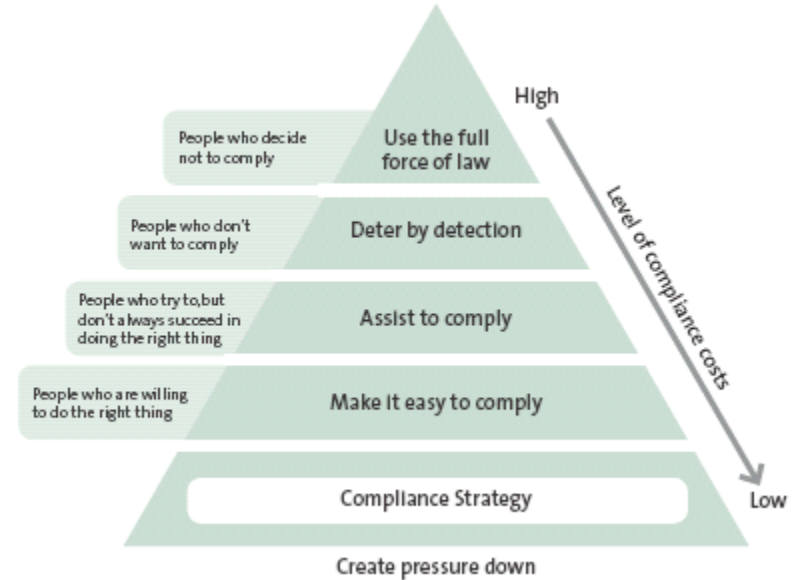 High
People who decide
not to comply
Use the full
force of law
People who don't
want to comply
Deter by detection
Level of compliance costs
People who try to,but
don't always succeed in
doing the right thing
Assist to comply
People who are willing
to do the right thing
Make it easy to comply
Compliance Strategy
Low
Create pressure down